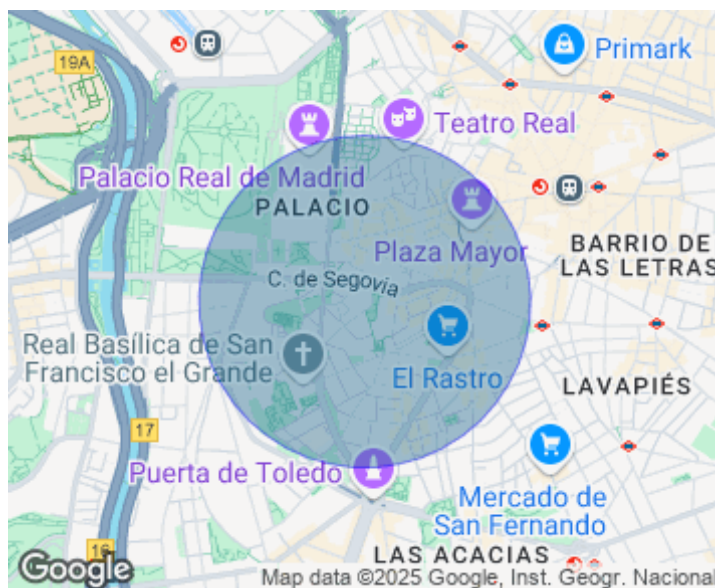 19A
Primark
Teatro Real
Palacio Real de Madrid
PALACIO
Plaza Mayor
BARRIO DE
LAS LETRAS
C. de Segovia
Real Basílica de San
Francisco el Grande
El Rastro
LAVAPIÉS
17
Puerta de Toledo
Mercado de
San Fernando
16
LAS ACACIAS
Google
Map data ©2025 Google, Inst. Geogr. Nacional